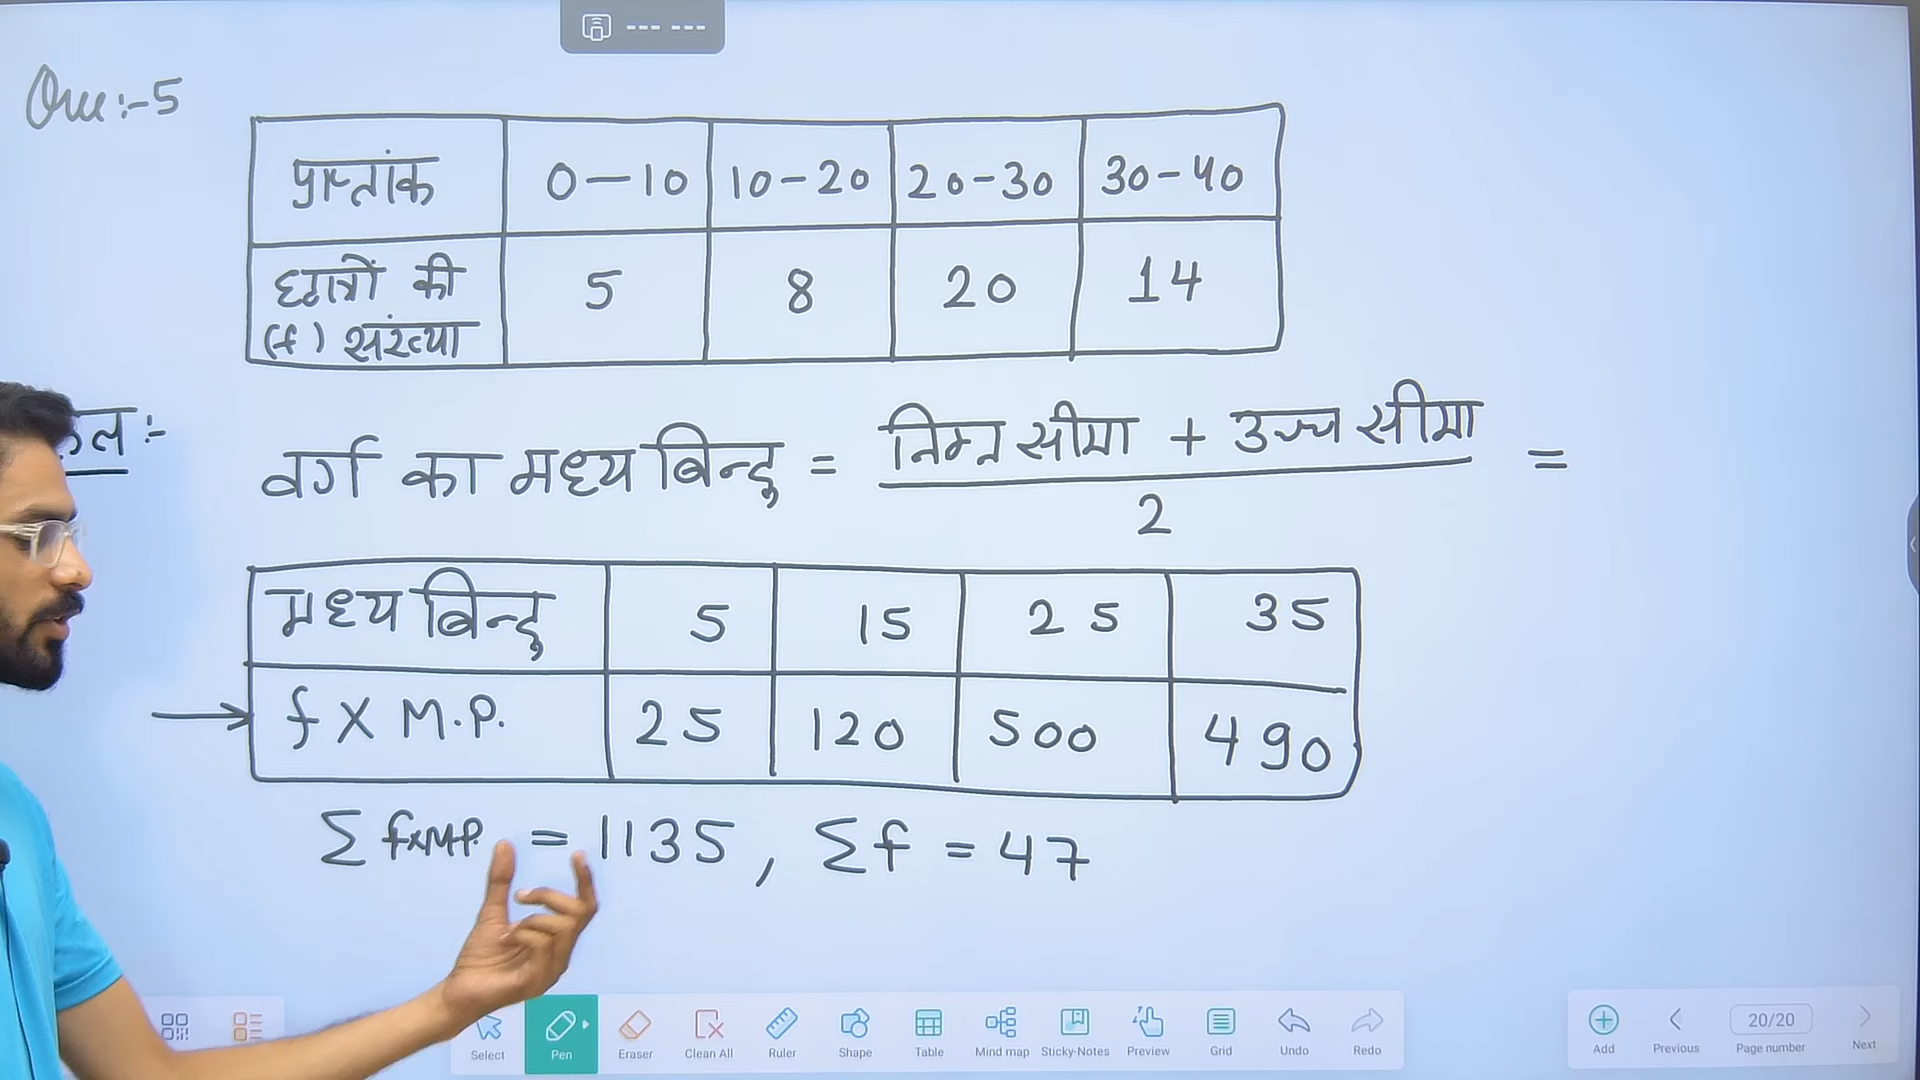 Que:-5
प्राप्तांक 0-10 10-20 20-30 30-40
छात्रों की (f) संख्या 5 8 20 14
हल:-
वर्ग का मध्य बिन्दु = निम्न सीमा + उच्च सीमा / 2 =
मध्य बिन्दु 5 15 25 35
→ f X M.P. 25 120 500 490
Σ fxMP. = 1135, Σf = 47
Select Pen Eraser Clean All Ruler Shape Table Mind map Sticky-Notes Preview Grid Undo Redo
Add Previous 20/20 Page number Next